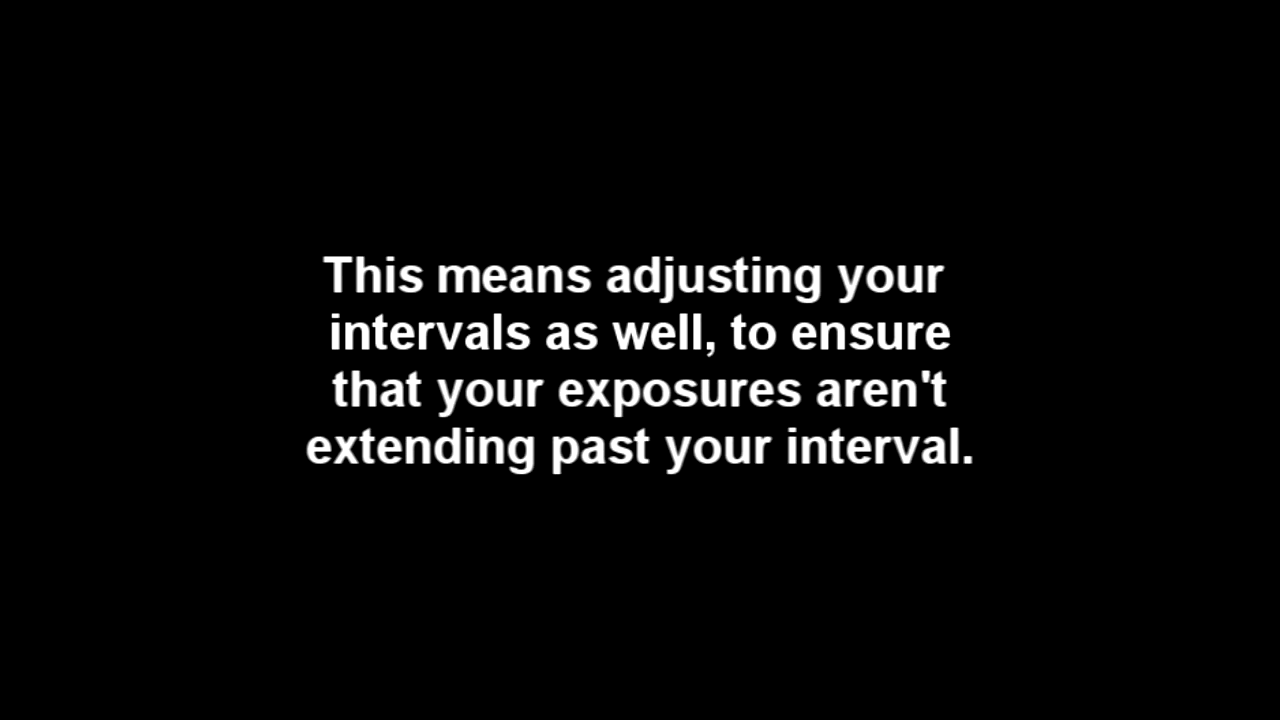 This means adjusting your
intervals as well, to ensure
that your exposures aren't
extending past your interval.